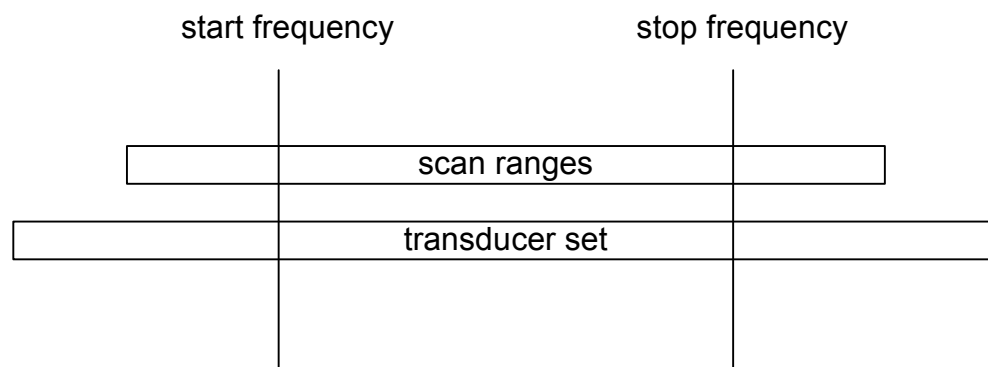 start frequency
stop frequency
scan ranges
transducer set